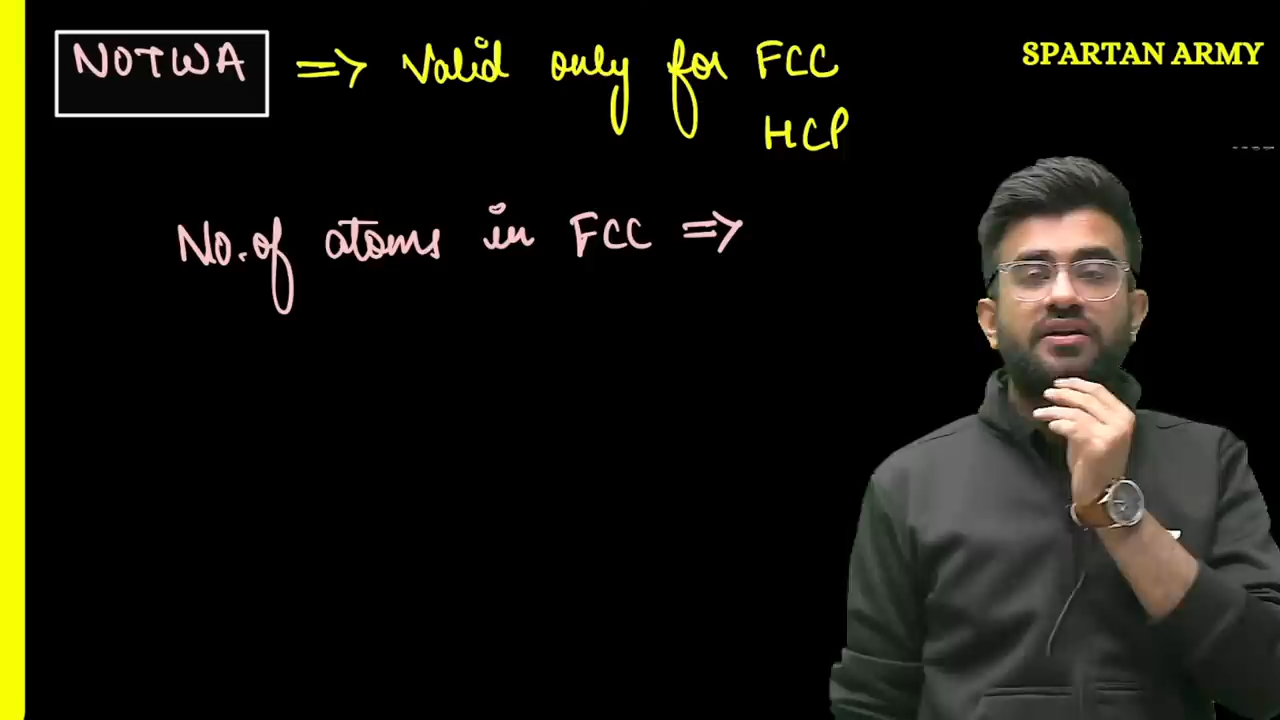 NOTWA => Valid only for FCC
HCP
SPARTAN ARMY
No. of atoms in FCC =>